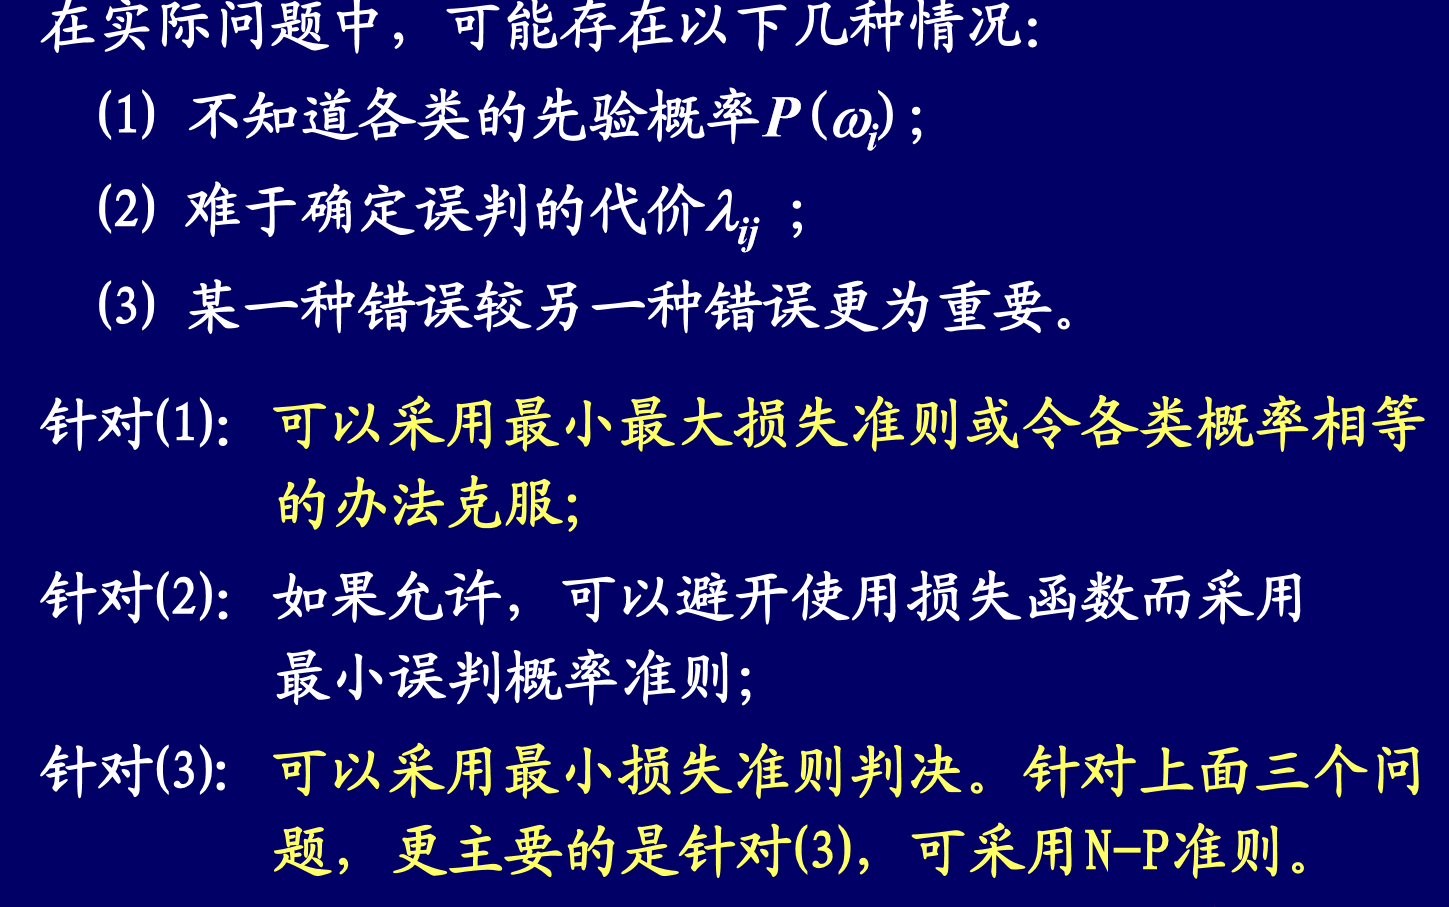 在实际问题中，可能存在以下几种情况：
(1) 不知道各类的先验概率P(ωi)；
(2) 难于确定误判的代价λij ；
(3) 某一种错误较另一种错误更为重要。
针对(1)：可以采用最小最大损失准则或令各类概率相等
的办法克服；
针对(2)：如果允许，可以避开使用损失函数而采用
最小误判概率准则；
针对(3)：可以采用最小损失准则判决。针对上面三个问
题，更主要的是针对(3)，可采用N-P准则。